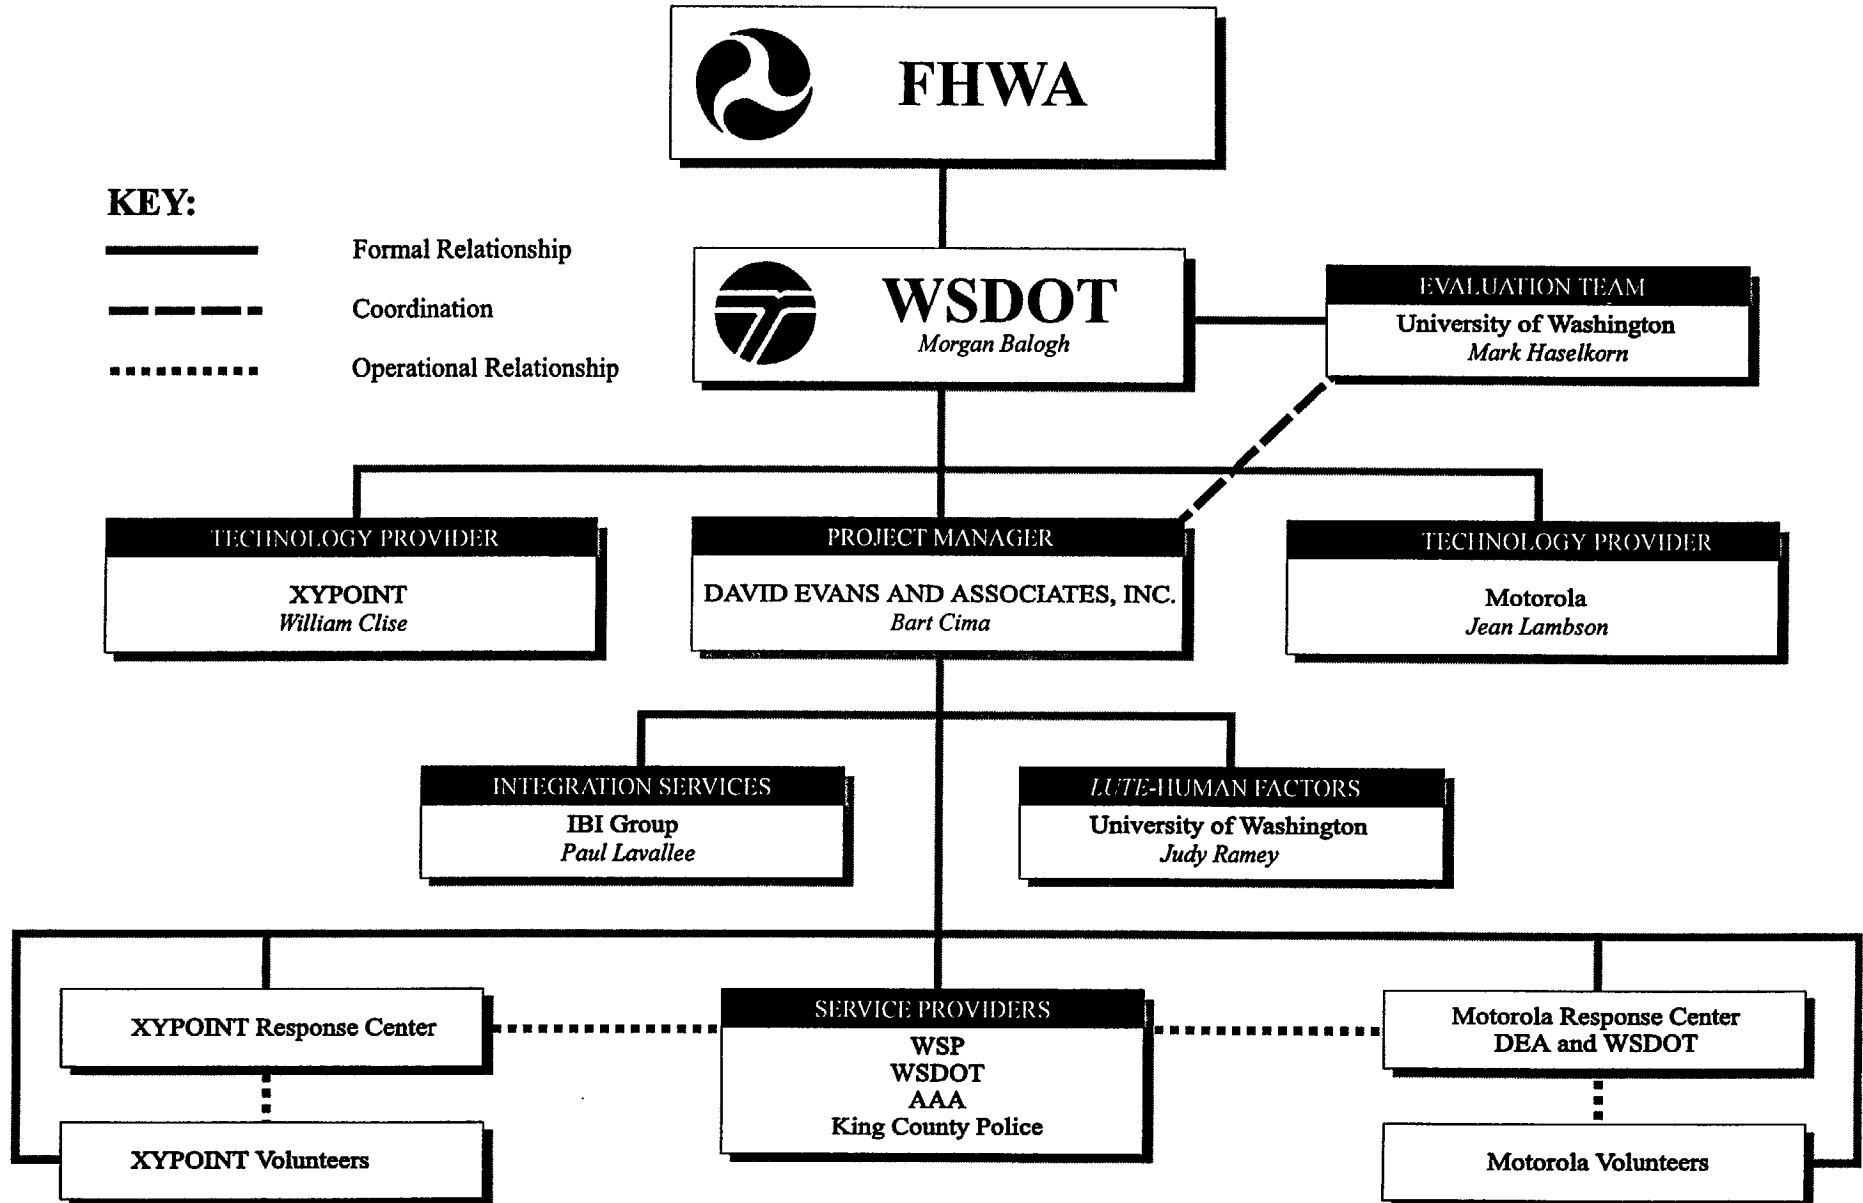 FHWA
KEY:
Formal Relationship
Coordination
Operational Relationship
WSDOT
Morgan Balogh
EVALUATION TEAM
University of Washington
Mark Haselkorn
TECHNOLOGY PROVIDER
XYPOINT
William Clise
PROJECT MANAGER
DAVID EVANS AND ASSOCIATES, INC.
Bart Cima
TECHNOLOGY PROVIDER
Motorola
Jean Lambson
INTEGRATION SERVICES
IBI Group
Paul Lavallee
LUTE-HUMAN FACTORS
University of Washington
Judy Ramey
XYPOINT Response Center
SERVICE PROVIDERS
WSP
WSDOT
AAA
King County Police
Motorola Response Center
DEA and WSDOT
XYPOINT Volunteers
Motorola Volunteers